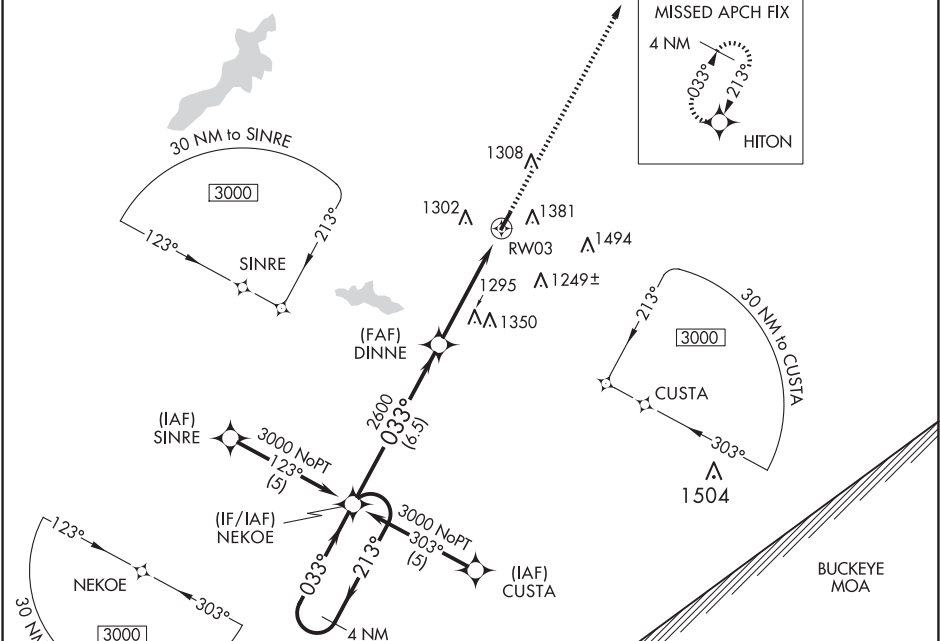 MISSED APCH FIX
4 NM
033°
213°
HITON
30 NM to SINRE
3000
123°
213°
SINRE
1308
1302
1381
RW03
1494
1249±
1295
1350
(FAF)
DINNE
213°
30 NM to CUSTA
3000
CUSTA
303°
1504
2600
033°
(6.5)
(IAF)
SINRE
3000 NoPT
123°
(5)
(IF/IAF)
NEKOE
3000 NoPT
303°
(5)
(IAF)
CUSTA
033°
213°
4 NM
123°
NEKOE
303°
30 NM
3000
BUCKEYE
MOA